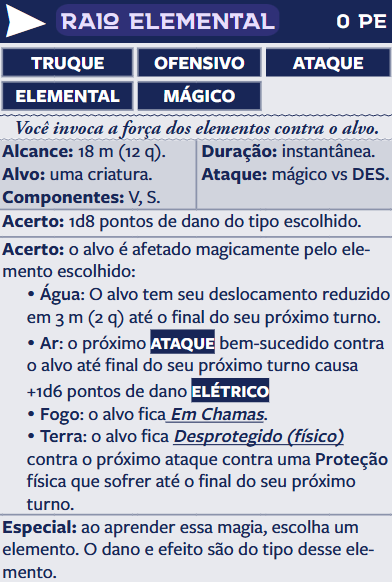 RAIO ELEMENTAL 0 PE
TRUQUE OFENSIVO ATAQUE
ELEMENTAL MÁGICO
Você invoca a força dos elementos contra o alvo.
Alcance: 18 m (12 q). Duração: instantânea.
Alvo: uma criatura. Ataque: mágico vs DES.
Componentes: V, S.
Acerto: 1d8 pontos de dano do tipo escolhido.
Acerto: o alvo é afetado magicamente pelo ele-
mento escolhido:
• Água: O alvo tem seu deslocamento reduzido
em 3 m (2 q) até o final do seu próximo turno.
• Ar: o próximo ATAQUE bem-sucedido contra
o alvo até final do seu próximo turno causa
+1d6 pontos de dano ELÉTRICO
• Fogo: o alvo fica Em Chamas.
• Terra: o alvo fica Desprotegido (físico)
contra o próximo ataque contra uma Proteção
física que sofrer até o final do seu próximo
turno.
Especial: ao aprender essa magia, escolha um
elemento. O dano e efeito são do tipo desse ele-
mento.